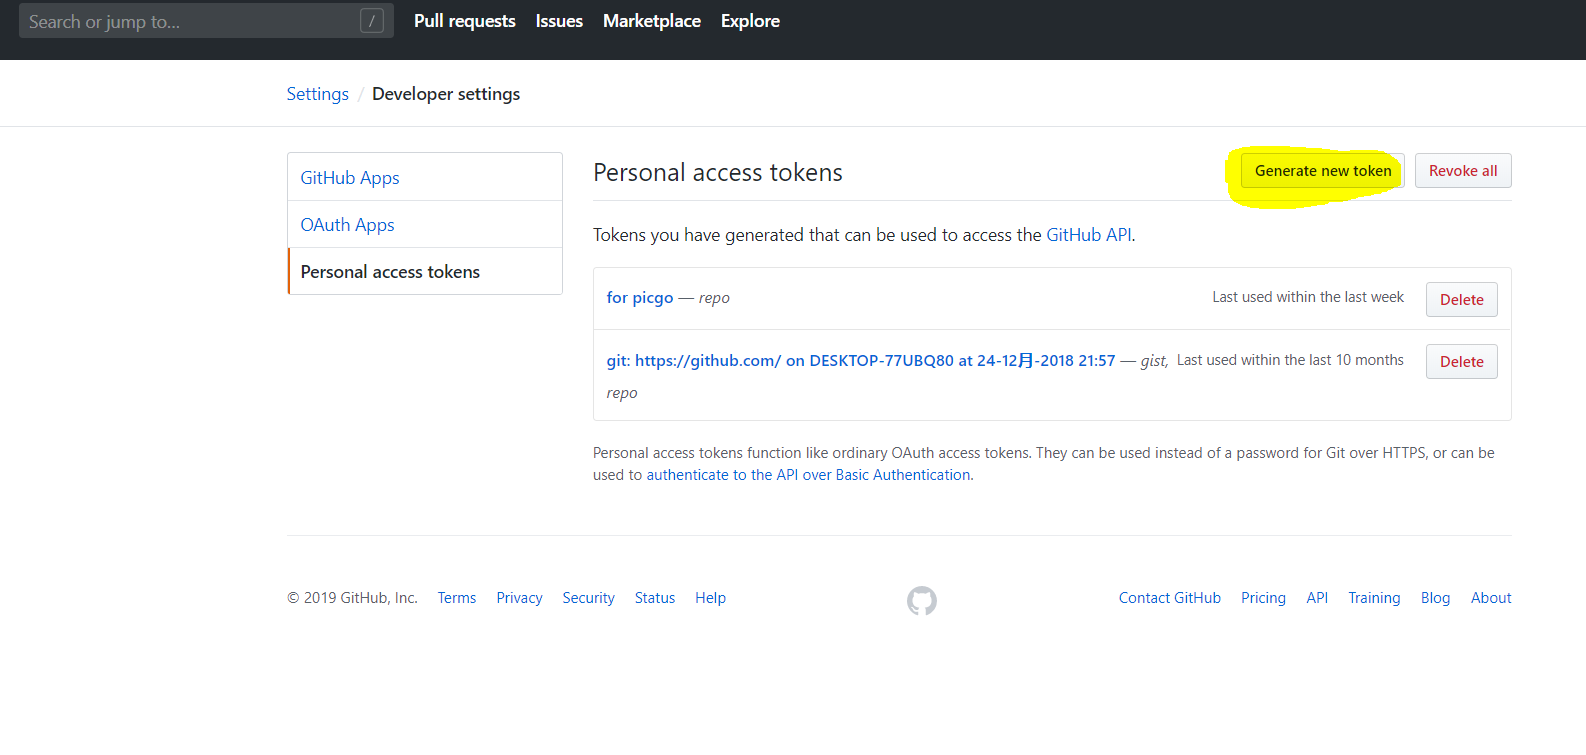 Search or jump to... /
Pull requests Issues Marketplace Explore
Settings / Developer settings
GitHub Apps
OAuth Apps
Personal access tokens
Personal access tokens
Generate new token
Revoke all
Tokens you have generated that can be used to access the GitHub API.
for picgo — repo
Last used within the last week
Delete
git: https://github.com/ on DESKTOP-77UBQ80 at 24-12月-2018 21:57 — gist,
repo
Last used within the last 10 months
Delete
Personal access tokens function like ordinary OAuth access tokens. They can be used instead of a password for Git over HTTPS, or can be
used to authenticate to the API over Basic Authentication.
© 2019 GitHub, Inc. Terms Privacy Security Status Help
Contact GitHub Pricing API Training Blog About